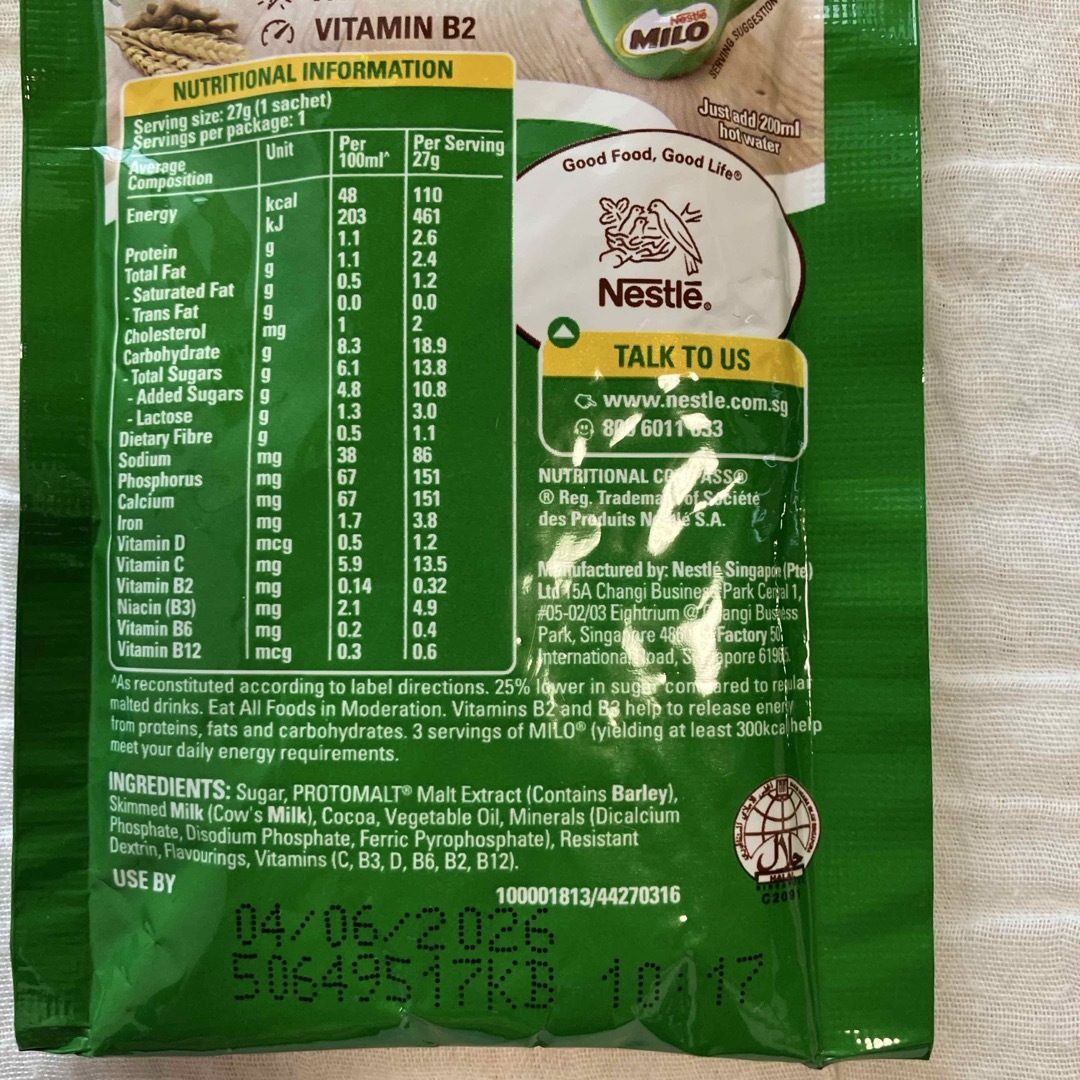 VITAMIN B2
Nestlé
MILO
SERVING SUGGESTION
NUTRITIONAL INFORMATION
Serving size: 27g (1 sachet)
Servings per package: 1
Average Composition Unit Per 100ml^ Per Serving 27g
Energy kcal 48 110
kJ 203 461
Protein g 1.1 2.6
Total Fat g 1.1 2.4
- Saturated Fat g 0.5 1.2
- Trans Fat g 0.0 0.0
Cholesterol mg 1 2
Carbohydrate g 8.3 18.9
- Total Sugars g 6.1 13.8
- Added Sugars g 4.8 10.8
- Lactose g 1.3 3.0
Dietary Fibre g 0.5 1.1
Sodium mg 38 86
Phosphorus mg 67 151
Calcium mg 67 151
Iron mg 1.7 3.8
Vitamin D mcg 0.5 1.2
Vitamin C mg 5.9 13.5
Vitamin B2 mg 0.14 0.32
Niacin (B3) mg 2.1 4.9
Vitamin B6 mg 0.2 0.4
Vitamin B12 mcg 0.3 0.6
Just add 200ml
hot water
Good Food, Good Life®
Nestlé®
TALK TO US
www.nestle.com.sg
6011
NUTRITIONAL
® Reg. of Société
des Produits S.A.
Manufactured by: Nestlé Singapore (Pte)
Ltd 15A Changi Business Park Central 1,
#05-02/03 Eightrium @ Changi Business
Park, Singapore Factory
International Road, Singapore
^As reconstituted according to label directions. 25% lower in sugar compared to regular
malted drinks. Eat All Foods in Moderation. Vitamins B2 and B3 help to release energy
from proteins, fats and carbohydrates. 3 servings of MILO® (yielding at least 300kcal) help
meet your daily energy requirements.
INGREDIENTS: Sugar, PROTOMALT® Malt Extract (Contains Barley),
Skimmed Milk (Cow's Milk), Cocoa, Vegetable Oil, Minerals (Dicalcium
Phosphate, Disodium Phosphate, Ferric Pyrophosphate), Resistant
Dextrin, Flavourings, Vitamins (C, B3, D, B6, B2, B12).
USE BY
100001813/44270316
04/06/2026
50649517KB